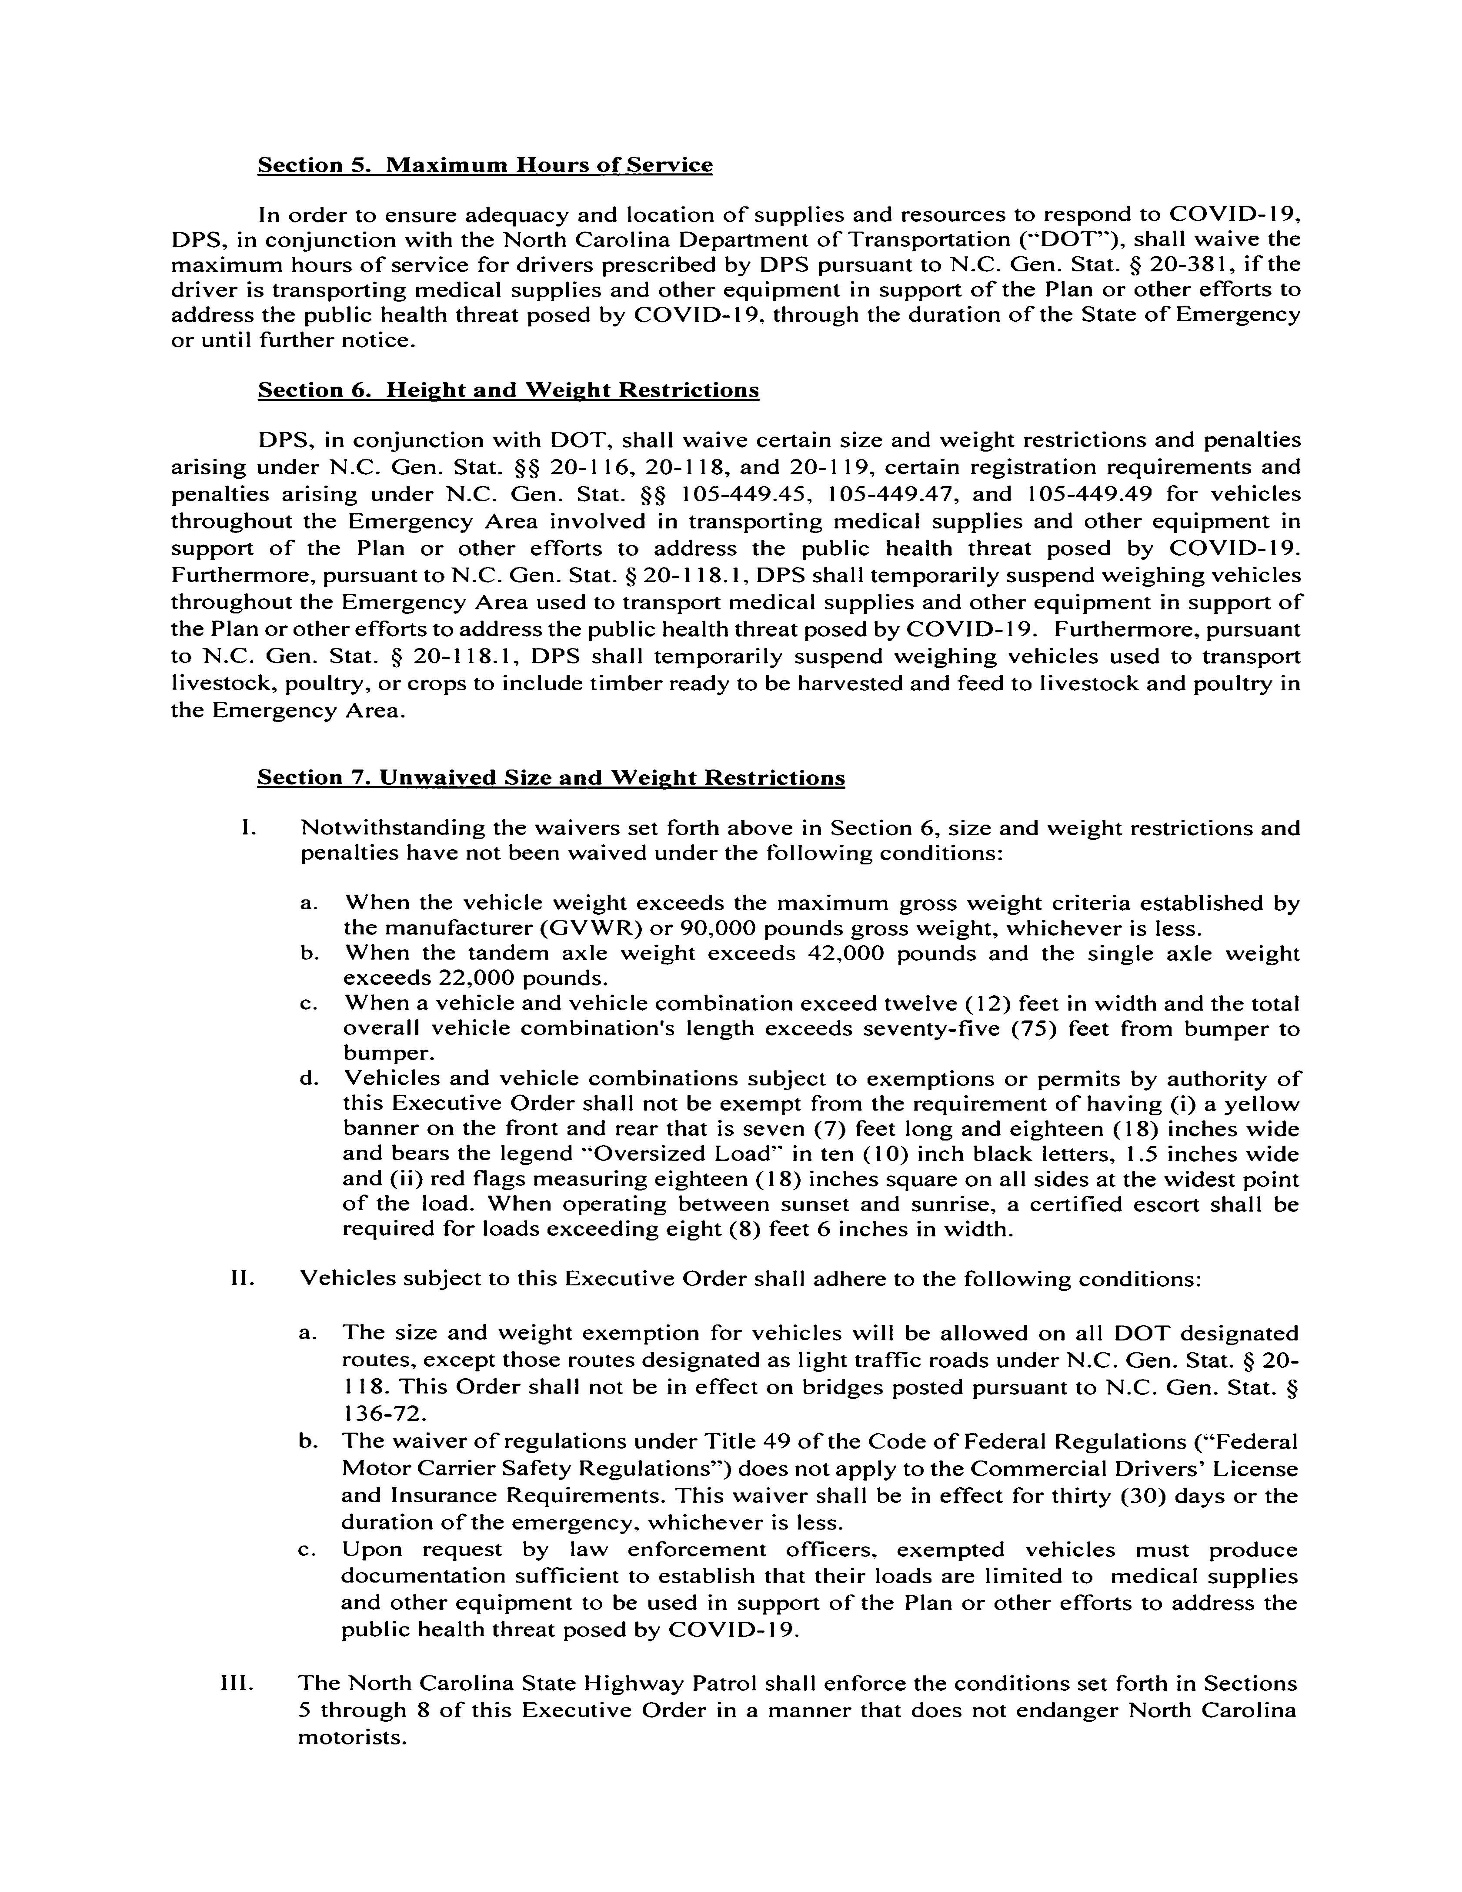 Section 5. Maximum Hours of Service
In order to ensure adequacy and location of supplies and resources to respond to COVID-19,
DPS, in conjunction with the North Carolina Department of Transportation (“DOT”), shall waive the
maximum hours of service for drivers prescribed by DPS pursuant to N.C. Gen. Stat. § 20-381, if the
driver is transporting medical supplies and other equipment in support of the Plan or other efforts to
address the public health threat posed by COVID-19, through the duration of the State of Emergency
or until further notice.
Section 6. Height and Weight Restrictions
DPS, in conjunction with DOT, shall waive certain size and weight restrictions and penalties
arising under N.C. Gen. Stat. §§ 20-116, 20-118, and 20-119, certain registration requirements and
penalties arising under N.C. Gen. Stat. §§ 105-449.45, 105-449.47, and 105-449.49 for vehicles
throughout the Emergency Area involved in transporting medical supplies and other equipment in
support of the Plan or other efforts to address the public health threat posed by COVID-19.
Furthermore, pursuant to N.C. Gen. Stat. § 20-118.1, DPS shall temporarily suspend weighing vehicles
throughout the Emergency Area used to transport medical supplies and other equipment in support of
the Plan or other efforts to address the public health threat posed by COVID-19. Furthermore, pursuant
to N.C. Gen. Stat. § 20-118.1, DPS shall temporarily suspend weighing vehicles used to transport
livestock, poultry, or crops to include timber ready to be harvested and feed to livestock and poultry in
the Emergency Area.
Section 7. Unwaived Size and Weight Restrictions
I. Notwithstanding the waivers set forth above in Section 6, size and weight restrictions and
penalties have not been waived under the following conditions:
a. When the vehicle weight exceeds the maximum gross weight criteria established by
the manufacturer (GVWR) or 90,000 pounds gross weight, whichever is less.
b. When the tandem axle weight exceeds 42,000 pounds and the single axle weight
exceeds 22,000 pounds.
c. When a vehicle and vehicle combination exceed twelve (12) feet in width and the total
overall vehicle combination's length exceeds seventy-five (75) feet from bumper to
bumper.
d. Vehicles and vehicle combinations subject to exemptions or permits by authority of
this Executive Order shall not be exempt from the requirement of having (i) a yellow
banner on the front and rear that is seven (7) feet long and eighteen (18) inches wide
and bears the legend “Oversized Load” in ten (10) inch black letters, 1.5 inches wide
and (ii) red flags measuring eighteen (18) inches square on all sides at the widest point
of the load. When operating between sunset and sunrise, a certified escort shall be
required for loads exceeding eight (8) feet 6 inches in width.
II. Vehicles subject to this Executive Order shall adhere to the following conditions:
a. The size and weight exemption for vehicles will be allowed on all DOT designated
routes, except those routes designated as light traffic roads under N.C. Gen. Stat. § 20-
118. This Order shall not be in effect on bridges posted pursuant to N.C. Gen. Stat. §
136-72.
b. The waiver of regulations under Title 49 of the Code of Federal Regulations (“Federal
Motor Carrier Safety Regulations”) does not apply to the Commercial Drivers’ License
and Insurance Requirements. This waiver shall be in effect for thirty (30) days or the
duration of the emergency, whichever is less.
c. Upon request by law enforcement officers, exempted vehicles must produce
documentation sufficient to establish that their loads are limited to medical supplies
and other equipment to be used in support of the Plan or other efforts to address the
public health threat posed by COVID-19.
III. The North Carolina State Highway Patrol shall enforce the conditions set forth in Sections
5 through 8 of this Executive Order in a manner that does not endanger North Carolina
motorists.